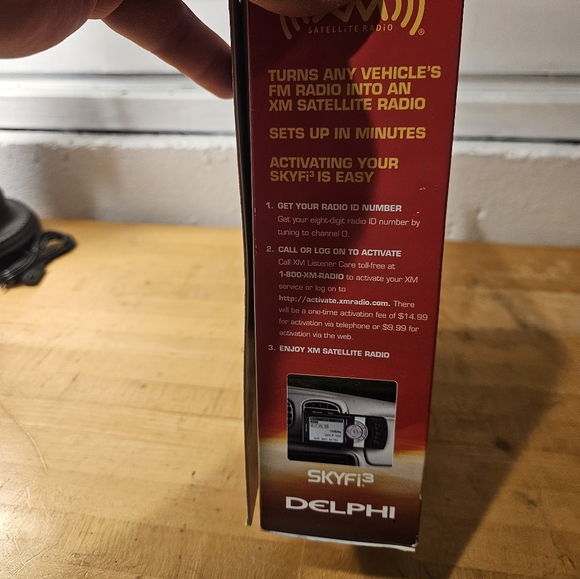 XM
SATELLITE RADIO
®
TURNS ANY VEHICLE'S
FM RADIO INTO AN
XM SATELLITE RADIO
SETS UP IN MINUTES
ACTIVATING YOUR
SKYFi³ IS EASY
1. GET YOUR RADIO ID NUMBER
Get your eight-digit radio ID number by
tuning to channel 0.
2. CALL OR LOG ON TO ACTIVATE
Call XM Listener Care toll-free at
1-800-XM-RADIO to activate your XM
service or log on to
http://activate.xmradio.com. There
will be a one-time activation fee of $14.99
for activation via telephone or $9.99 for
activation via the web.
3. ENJOY XM SATELLITE RADIO
SKYFi3
DELPHI